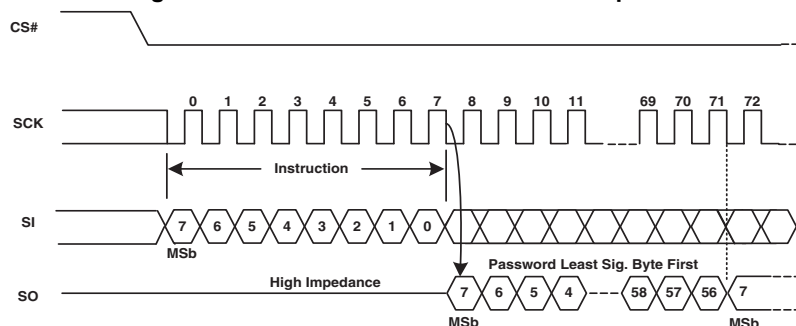 CS#
0 1 2 3 4 5 6 7 8 9 10 11 69 70 71 72
SCK
Instruction
SI
7 6 5 4 3 2 1 0
MSb
Password Least Sig. Byte First
High Impedance
SO
7 6 5 4 58 57 56 7
MSb MSb